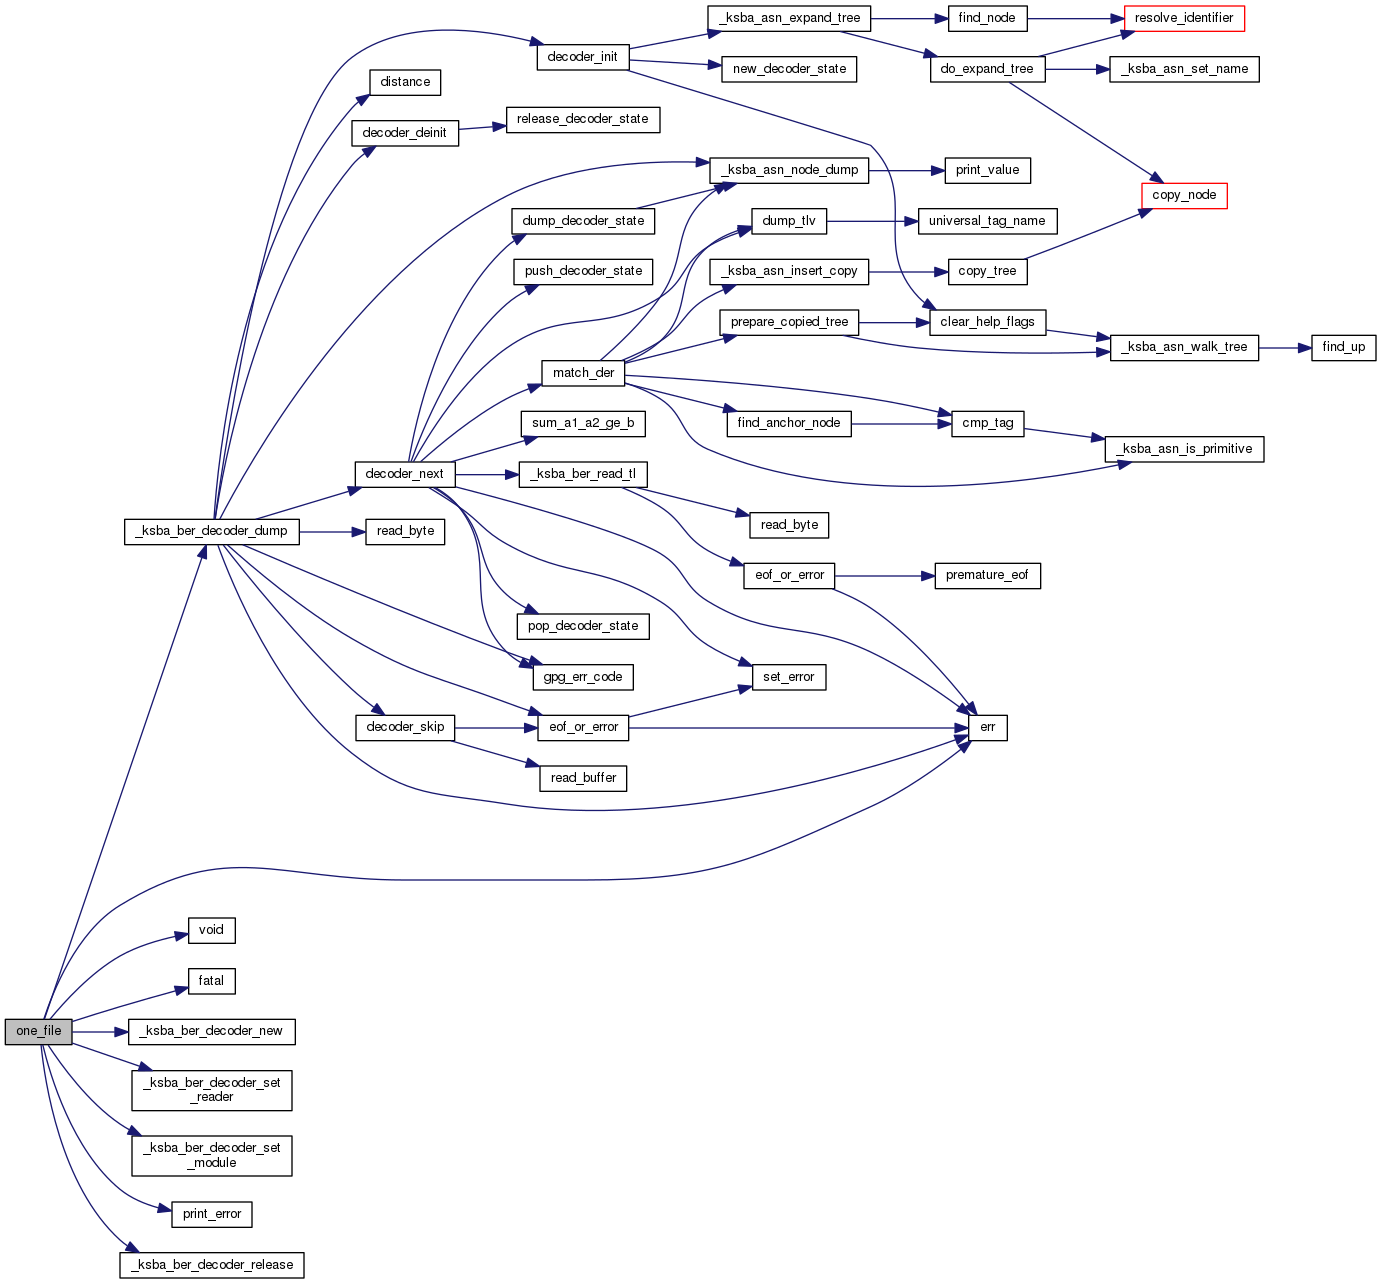 _ksba_asn_expand_tree
find_node
resolve_identifier
decoder_init
new_decoder_state
do_expand_tree
_ksba_asn_set_name
distance
decoder_deinit
release_decoder_state
_ksba_asn_node_dump
print_value
copy_node
dump_decoder_state
dump_tlv
universal_tag_name
push_decoder_state
_ksba_asn_insert_copy
copy_tree
prepare_copied_tree
clear_help_flags
_ksba_asn_walk_tree
find_up
match_der
sum_a1_a2_ge_b
find_anchor_node
cmp_tag
_ksba_asn_is_primitive
decoder_next
_ksba_ber_read_tl
_ksba_ber_decoder_dump
read_byte
read_byte
eof_or_error
premature_eof
pop_decoder_state
gpg_err_code
set_error
decoder_skip
eof_or_error
err
read_buffer
void
fatal
one_file
_ksba_ber_decoder_new
_ksba_ber_decoder_set
_reader
_ksba_ber_decoder_set
_module
print_error
_ksba_ber_decoder_release